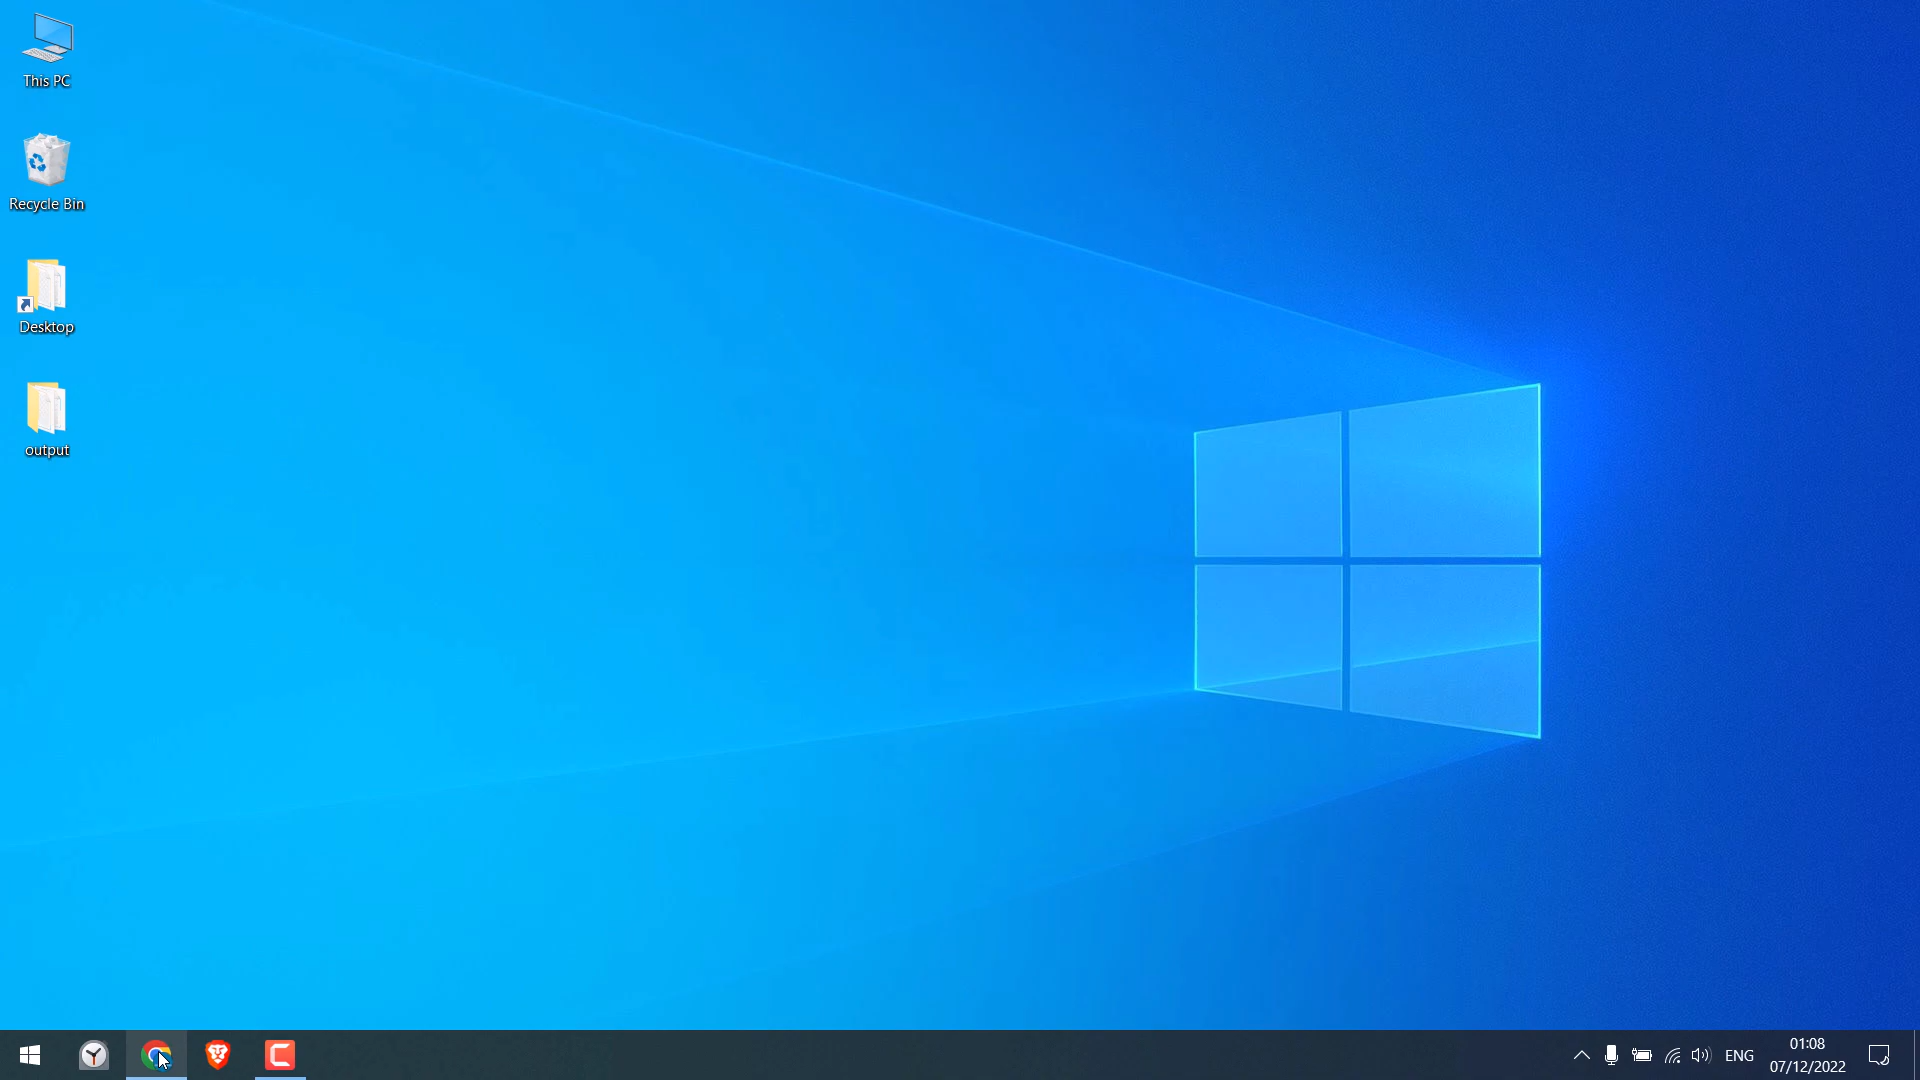 This PC
Recycle Bin
Desktop
output
ENG
01:08
07/12/2022